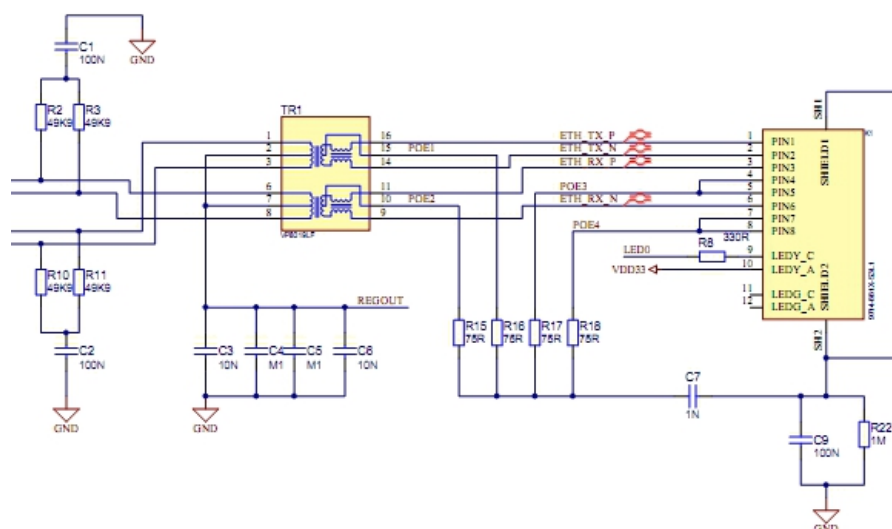 C1
100N
GND
R2
49K9
R3
49K9
TR1
1
2
3
6
7
8
16
15
14
11
10
9
POE1
POE2
ETH_TX_P
ETH_TX_N
ETH_RX_P
POE3
ETH_RX_N
POE4
SH1
X1
1
2
3
4
5
6
7
8
9
10
11
12
PIN1
PIN2
PIN3
PIN4
PIN5
PIN6
PIN7
PIN8
LEDY_C
LEDY_A
LEDG_C
LEDG_A
SHIELD1
SHIELD2
SH2
LED0
R8
330R
VDD33
R10
49K9
R11
49K9
C2
100N
GND
REGOUT
C3
10N
C4
M1
C5
M1
C6
10N
GND
R15
75R
R16
75R
R17
75R
R18
75R
C7
1N
C9
100N
R22
1M
GND